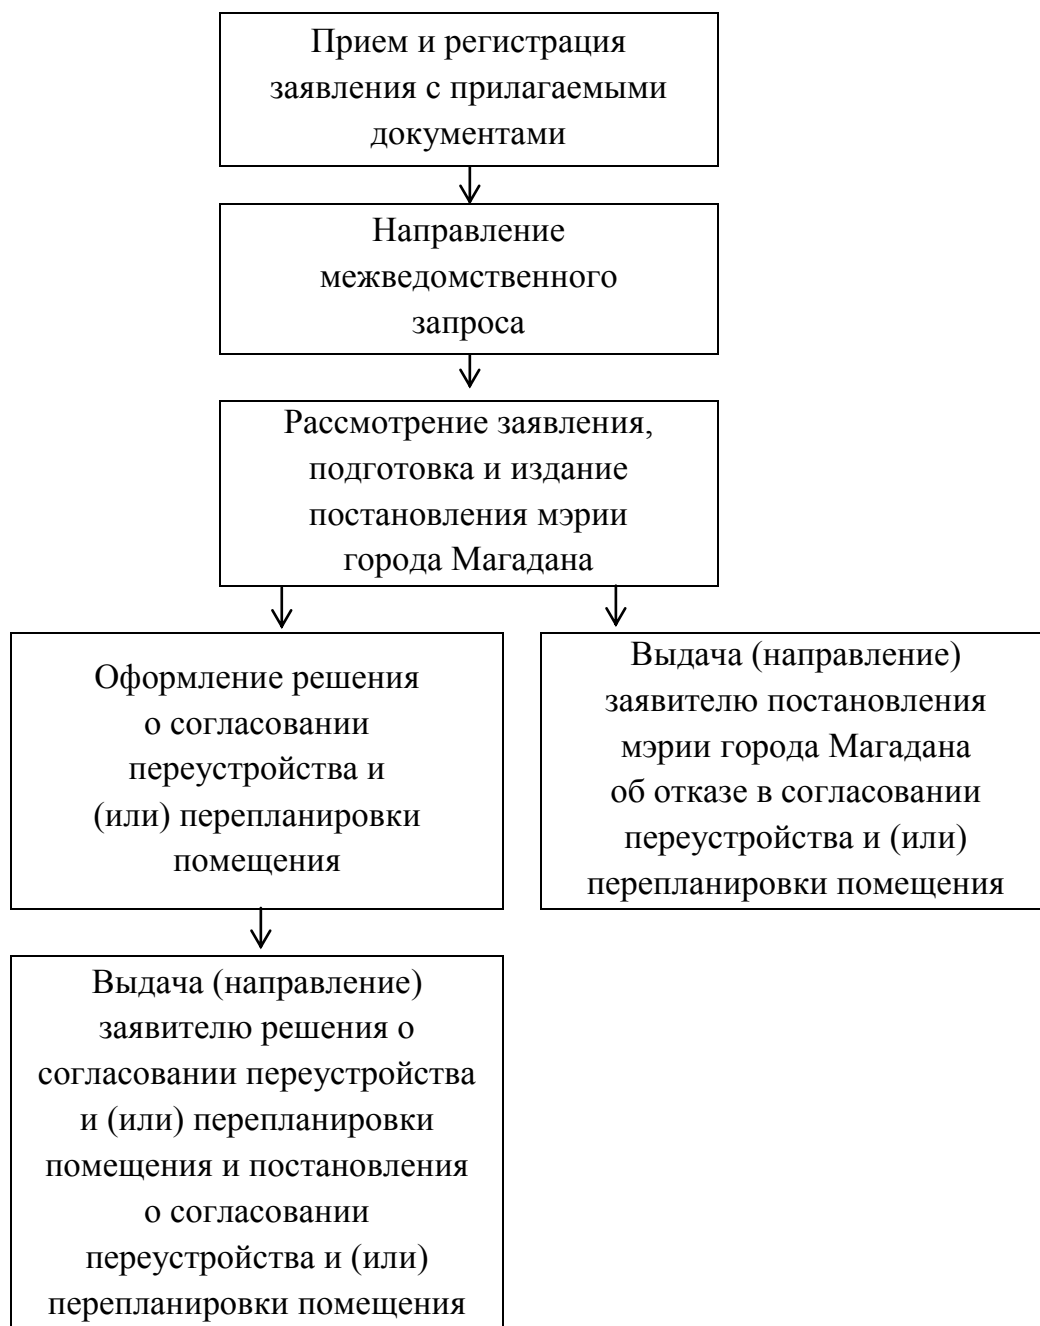 Прием и регистрация
заявления с прилагаемыми
документами
Направление
межведомственного
запроса
Рассмотрение заявления,
подготовка и издание
постановления мэрии
города Магадана
Оформление решения
о согласовании
переустройства и
(или) перепланировки
помещения
Выдача (направление)
заявителю постановления
мэрии города Магадана
об отказе в согласовании
переустройства и (или)
перепланировки помещения
Выдача (направление)
заявителю решения о
согласовании переустройства
и (или) перепланировки
помещения и постановления
о согласовании
переустройства и (или)
перепланировки помещения